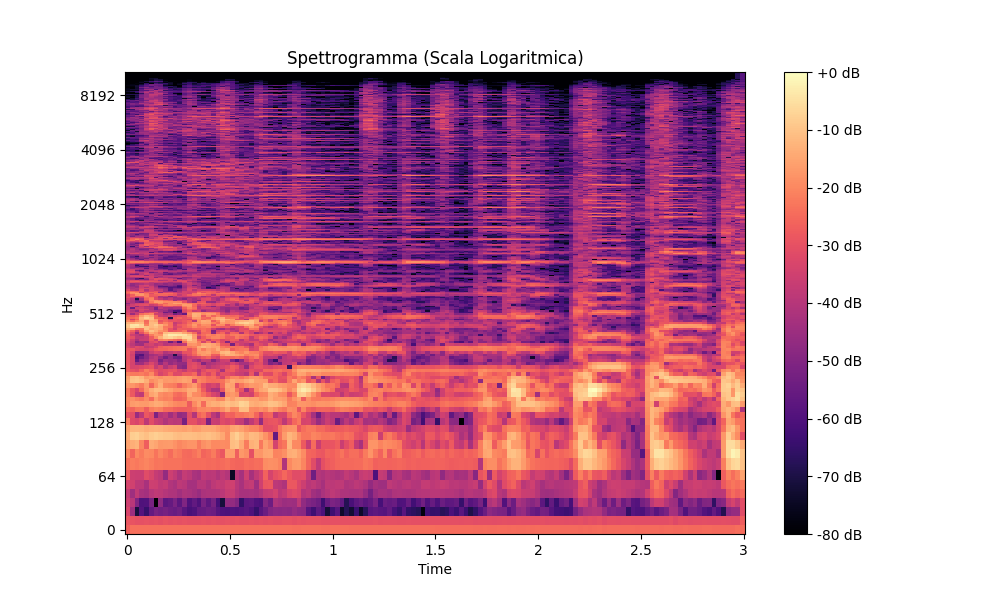 Spettrogramma (Scala Logaritmica)
Hz
8192
4096
2048
1024
512
256
128
64
0
0 0.5 1 1.5 2 2.5 3
Time
+0 dB
-10 dB
-20 dB
-30 dB
-40 dB
-50 dB
-60 dB
-70 dB
-80 dB